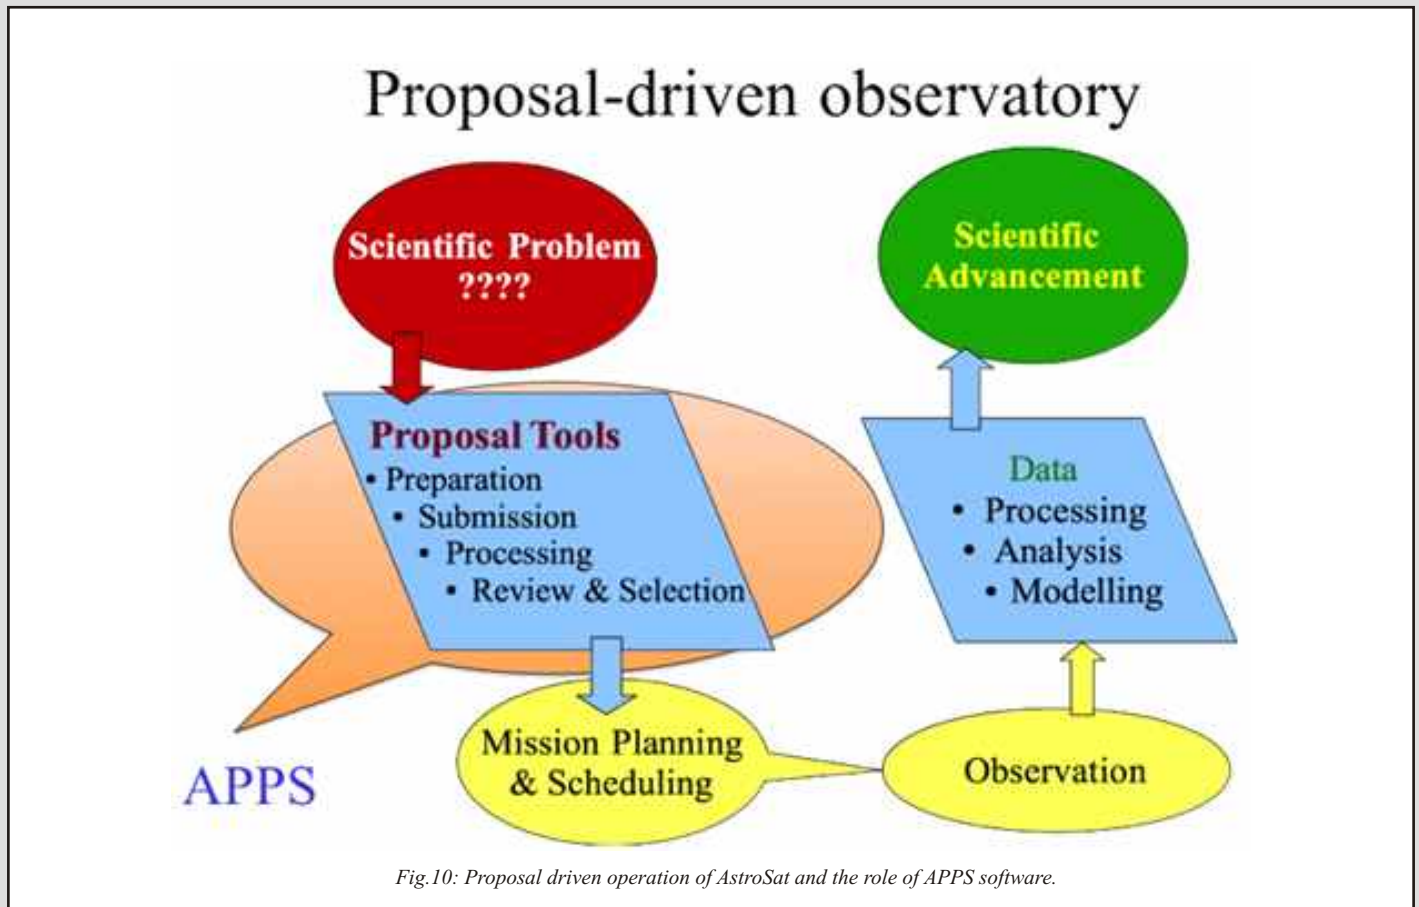 Proposal-driven observatory
Scientific Problem
????
Scientific
Advancement
Proposal Tools
• Preparation
• Submission
• Processing
• Review & Selection
Data
• Processing
• Analysis
• Modelling
Mission Planning
& Scheduling
Observation
APPS
Fig.10: Proposal driven operation of AstroSat and the role of APPS software.